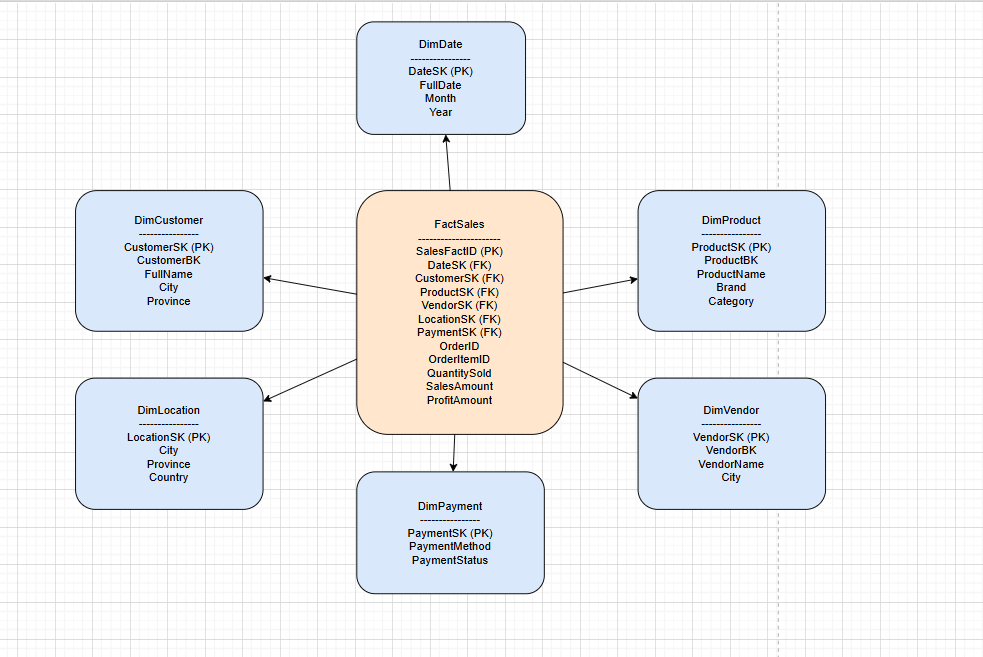 DimDate
----------------
DateSK (PK)
FullDate
Month
Year
DimCustomer
----------------
CustomerSK (PK)
CustomerBK
FullName
City
Province
FactSales
----------------------
SalesFactID (PK)
DateSK (FK)
CustomerSK (FK)
ProductSK (FK)
VendorSK (FK)
LocationSK (FK)
PaymentSK (FK)
OrderID
OrderItemID
QuantitySold
SalesAmount
ProfitAmount
DimProduct
----------------
ProductSK (PK)
ProductBK
ProductName
Brand
Category
DimLocation
----------------
LocationSK (PK)
City
Province
Country
DimVendor
----------------
VendorSK (PK)
VendorBK
VendorName
City
DimPayment
----------------
PaymentSK (PK)
PaymentMethod
PaymentStatus